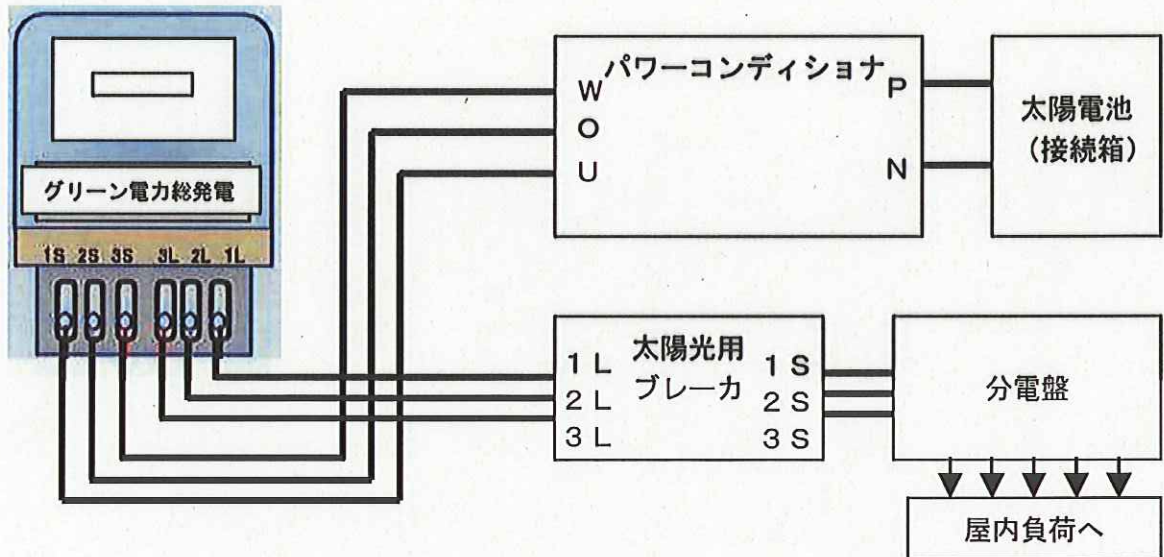 グリーン電力総発電
1S 2S 3S 3L 2L 1L
パワーコンディショナ
W
O
U
P
N
太陽電池
(接続箱)
太陽光用
ブレーカ
1L
2L
3L
1S
2S
3S
分電盤
屋内負荷へ